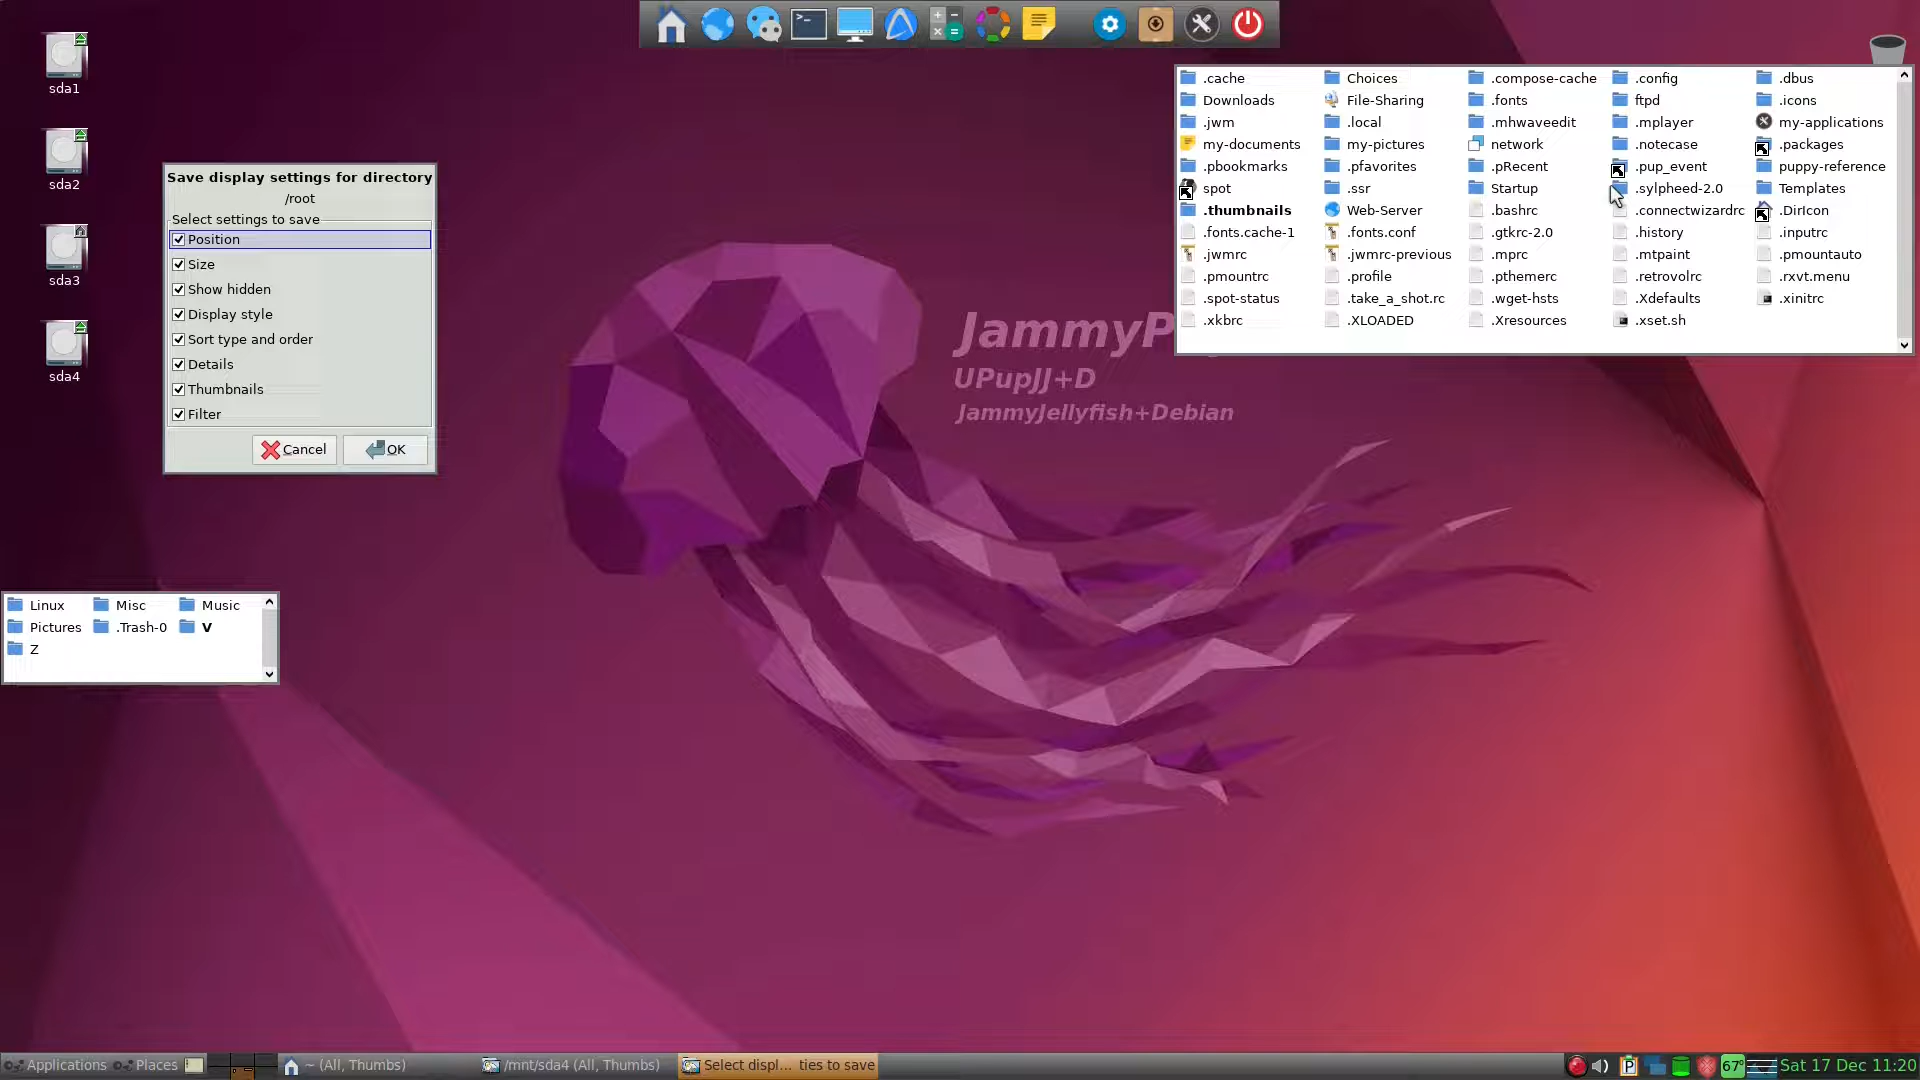 sda1
sda2
sda3
sda4
Save display settings for directory
/root
Select settings to save
Position
Size
Show hidden
Display style
Sort type and order
Details
Thumbnails
Filter
Cancel OK
.cache Choices .compose-cache .config .dbus
Downloads File-Sharing .fonts ftpd .icons
.jwm .local .mhwaveedit .mplayer my-applications
my-documents my-pictures network .notecase .packages
.pbookmarks .pfavorites .pRecent .pup_event puppy-reference
spot .ssr Startup .sylpheed-2.0 Templates
.thumbnails Web-Server .bashrc .connectwizardrc .DirIcon
.fonts.cache-1 .fonts.conf .gtkrc-2.0 .history .inputrc
.jwmrc .jwmrc-previous .mprc .mtpaint .pmountauto
.pmountrc .profile .pthemerc .retrovolrc .rxvt.menu
.spot-status .take_a_shot.rc .wget-hsts .Xdefaults .xinitrc
.xkbrc .XLOADED .Xresources .xset.sh
JammyP
UPupJJ+D
JammyJellyfish+Debian
Linux Misc Music
Pictures .Trash-0 V
Z
Applications Places ~ (All, Thumbs) /mnt/sda4 (All, Thumbs) Select displ... ties to save 67° Sat 17 Dec 11:20